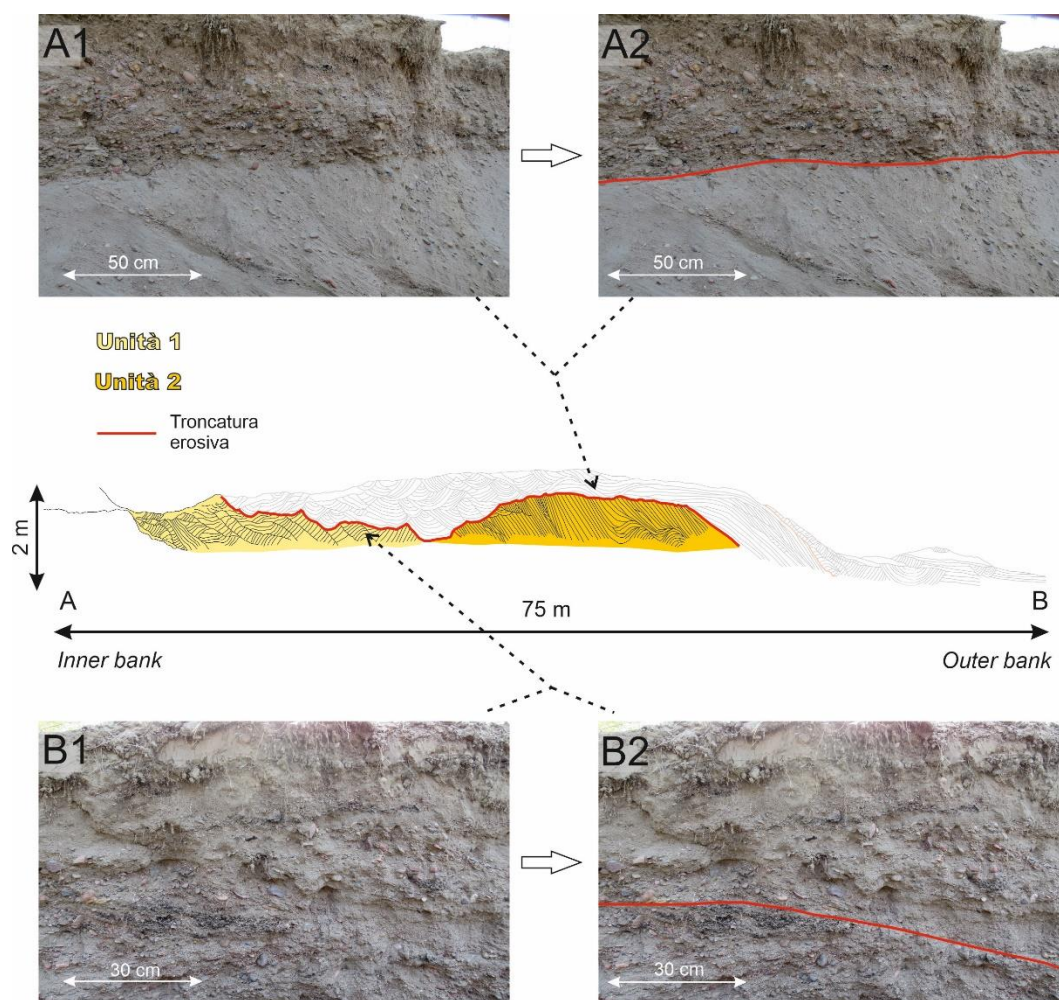 A1
A2
50 cm
50 cm
Unità 1
Unità 2
Troncatura
erosiva
2 m
A
75 m
B
Inner bank
Outer bank
B1
B2
30 cm
30 cm